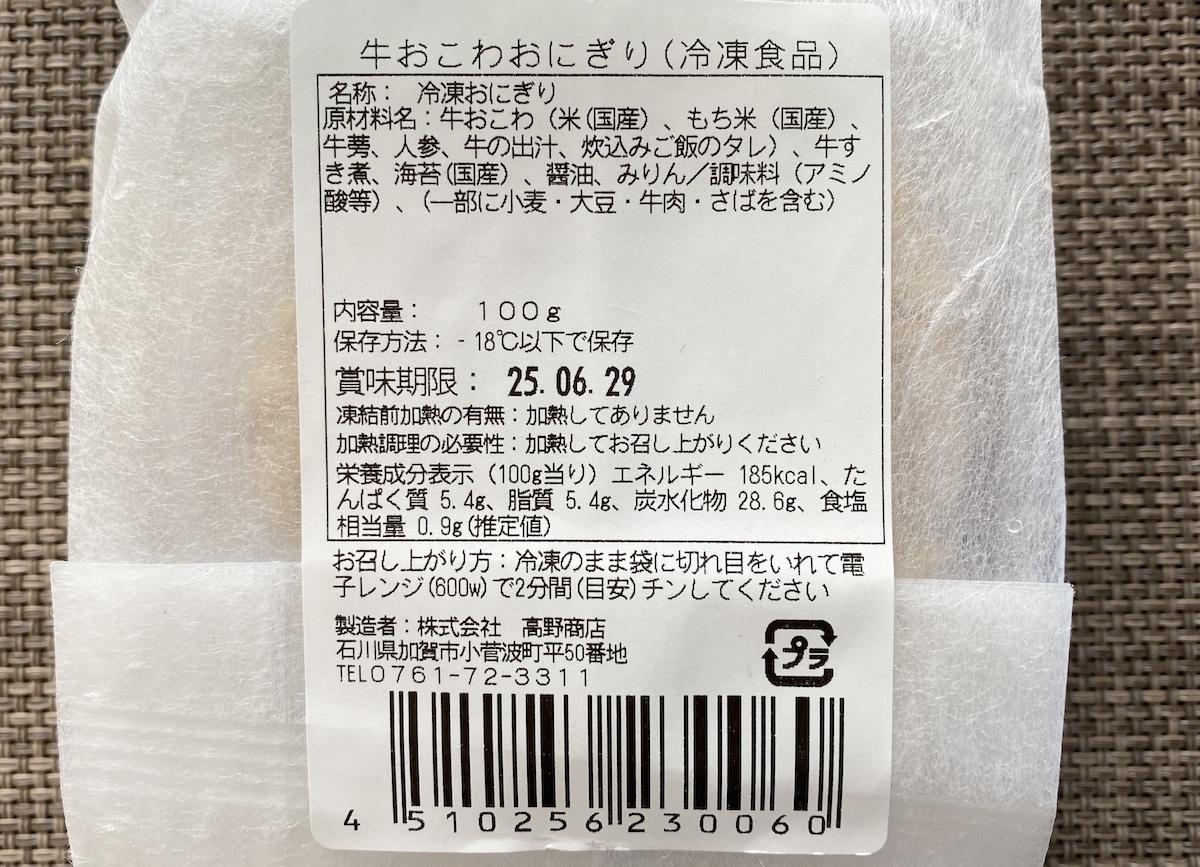 牛おこわおにぎり(冷凍食品)
名称： 冷凍おにぎり
原材料名：牛おこわ（米(国産）、もち米（国産）、
牛蒡、人参、牛の出汁、炊込みご飯のタレ）、牛す
き煮、海苔(国産）、醤油、みりん／調味料（アミノ
酸等）、（一部に小麦・大豆・牛肉・さばを含む）
内容量： １００ｇ
保存方法：-18℃以下で保存
賞味期限：25.06.29
凍結前加熱の有無：加熱してありません
加熱調理の必要性：加熱してお召し上がりください
栄養成分表示（100g当り）エネルギー 185kcal、た
んぱく質 5.4g、脂質 5.4g、炭水化物 28.6g、食塩
相当量 0.9g(推定値)
お召し上がり方：冷凍のまま袋に切れ目をいれて電
子レンジ(600w)で2分間(目安)チンしてください
製造者：株式会社 高野商店
石川県加賀市小菅波町平50番地
TEL0761-72-3311
プラ
4 510256 230060